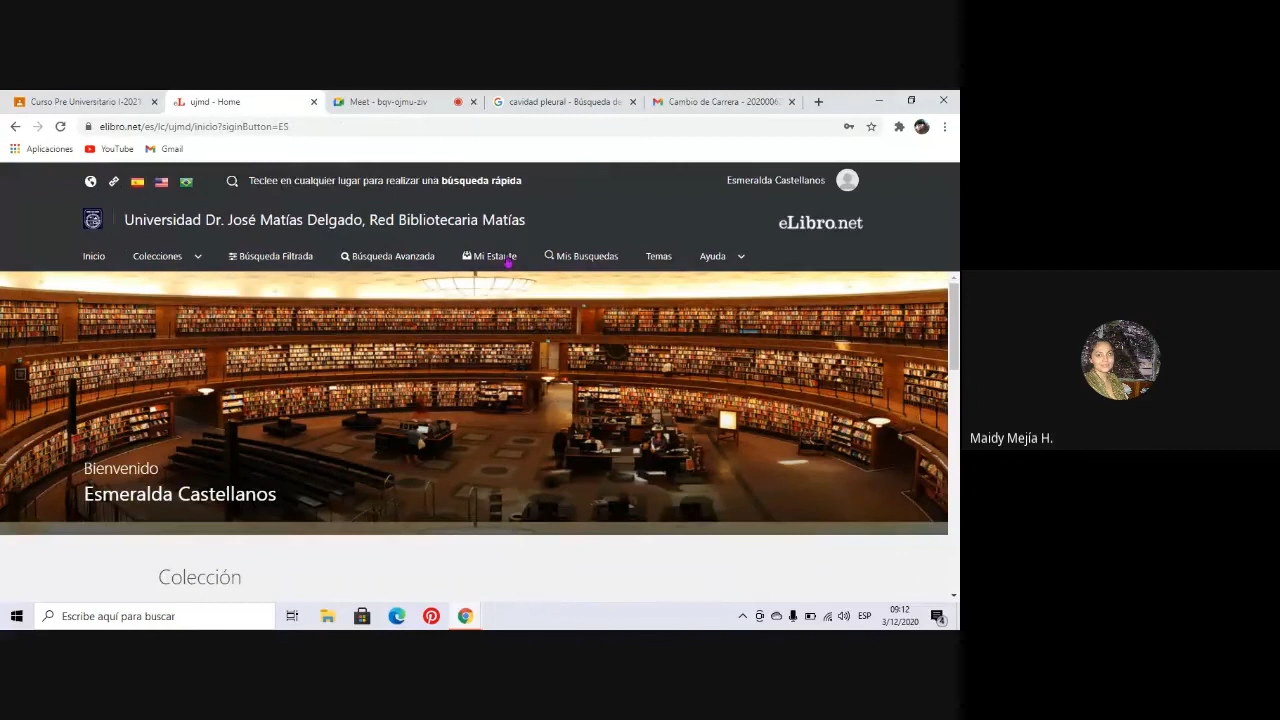 Curso Pre Universitario I-2021
ujmd - Home
Meet - bqv-ojmu-ziv
cavidad pleural - Búsqueda de
Cambio de Carrera - 2020006
elibro.net/es/lc/ujmd/inicio?siginButton=ES
Aplicaciones
YouTube
Gmail
Teclee en cualquier lugar para realizar una búsqueda rápida
Esmeralda Castellanos
Universidad Dr. José Matías Delgado, Red Bibliotecaria Matías
eLibro.net
Inicio
Colecciones
Búsqueda Filtrada
Búsqueda Avanzada
Mi Estante
Mis Busquedas
Temas
Ayuda
Bienvenido
Esmeralda Castellanos
Maidy Mejía H.
Colección
Escribe aquí para buscar
ESP
09:12
3/12/2020
4